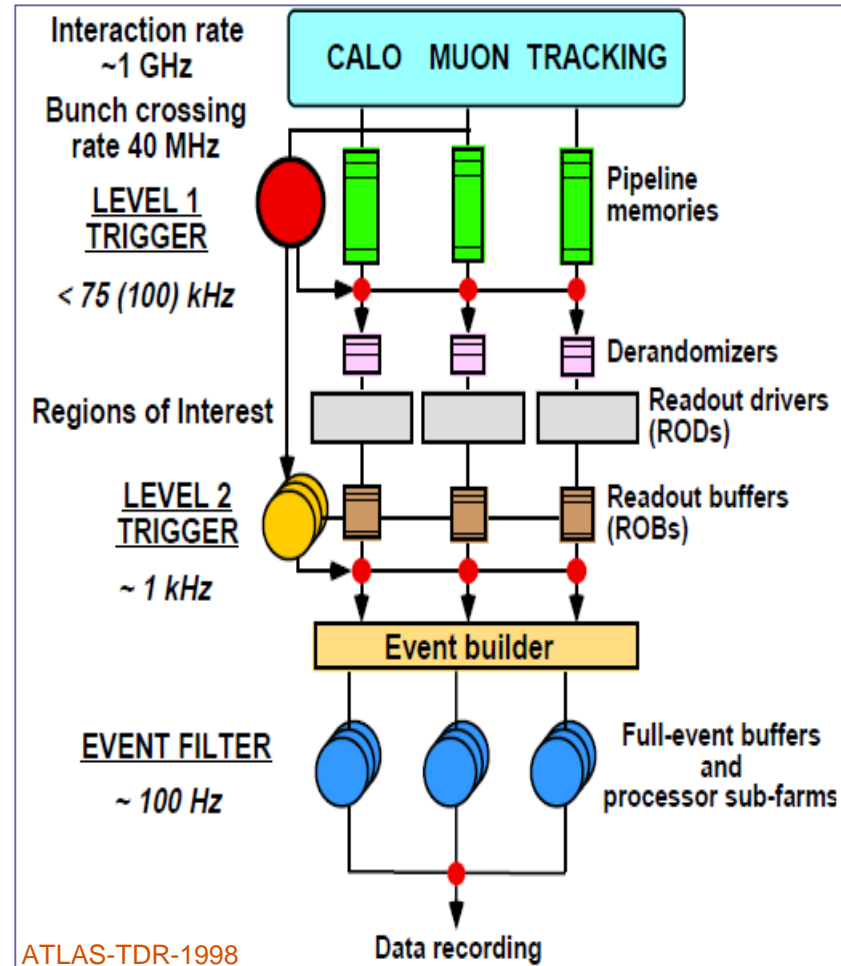 Interaction rate
~1 GHz
CALO MUON TRACKING
Bunch crossing
rate 40 MHz
LEVEL 1
TRIGGER
< 75 (100) kHz
Pipeline
memories
Derandomizers
Regions of Interest
Readout drivers
(RODs)
LEVEL 2
TRIGGER
~ 1 kHz
Readout buffers
(ROBs)
Event builder
EVENT FILTER
~ 100 Hz
Full-event buffers
and
processor sub-farms
Data recording
ATLAS-TDR-1998